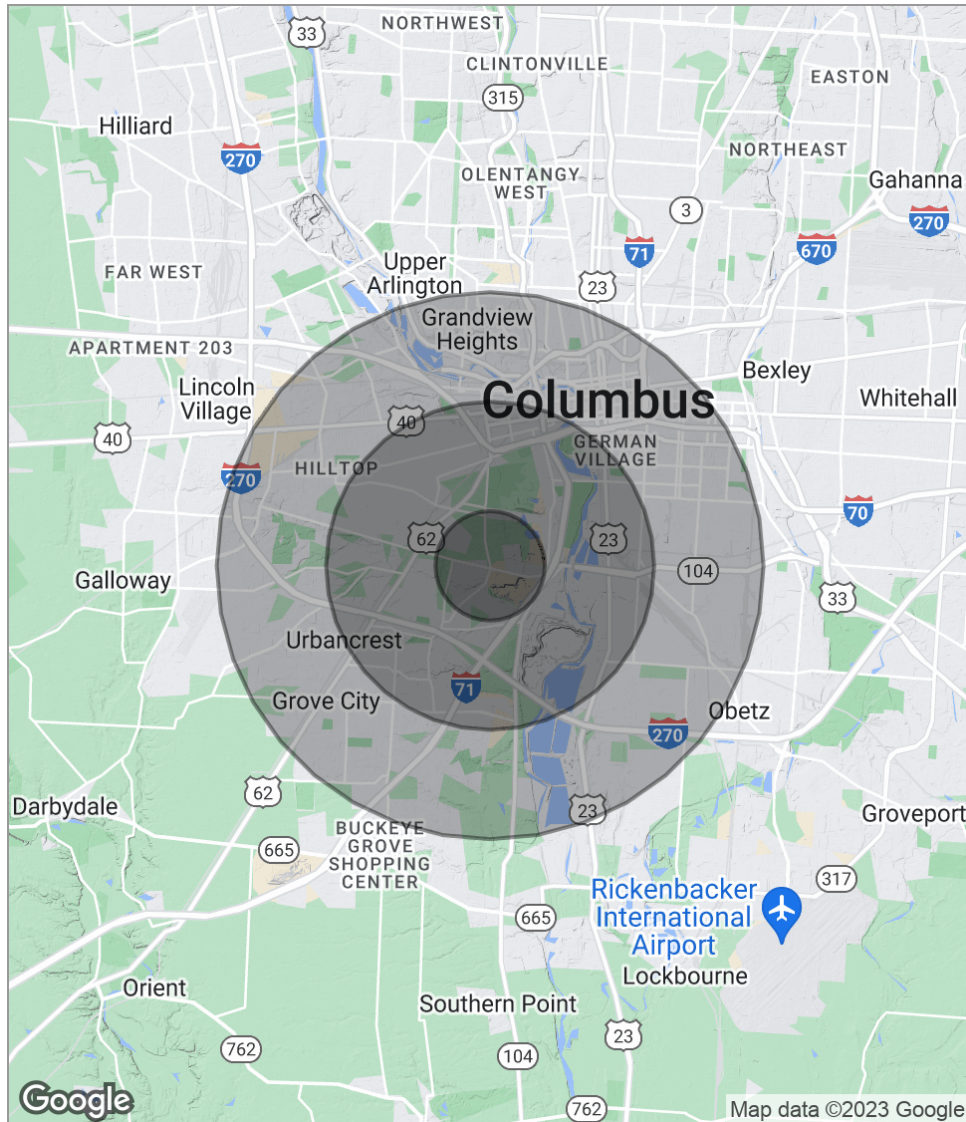 33
NORTHWEST
CLINTONVILLE
EASTON
315
Hilliard
270
NORTHEAST
OLENTANGY
WEST
Gahanna
3
270
71
670
Upper
Arlington
FAR WEST
23
Grandview
Heights
APARTMENT 203
Bexley
Lincoln
Village
Columbus
Whitehall
40
40
GERMAN
VILLAGE
HILLTOP
270
70
62
23
104
Galloway
33
Urbancrest
71
Grove City
Obetz
270
62
Darbydale
23
Groveport
BUCKEYE
GROVE
SHOPPING
CENTER
665
317
Rickenbacker
International
Airport
665
Lockbourne
Orient
Southern Point
23
762
104
762
Google
Map data ©2023 Google